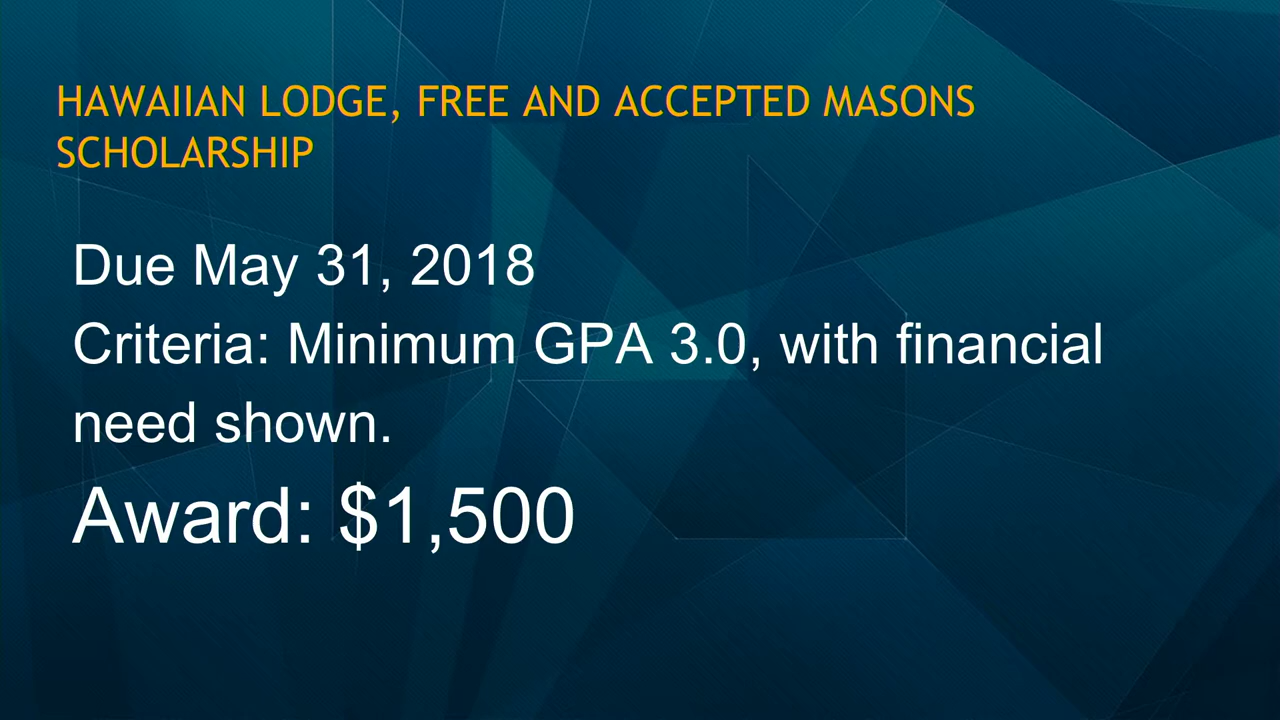 HAWAIIAN LODGE, FREE AND ACCEPTED MASONS
SCHOLARSHIP
Due May 31, 2018
Criteria: Minimum GPA 3.0, with financial
need shown.
Award: $1,500